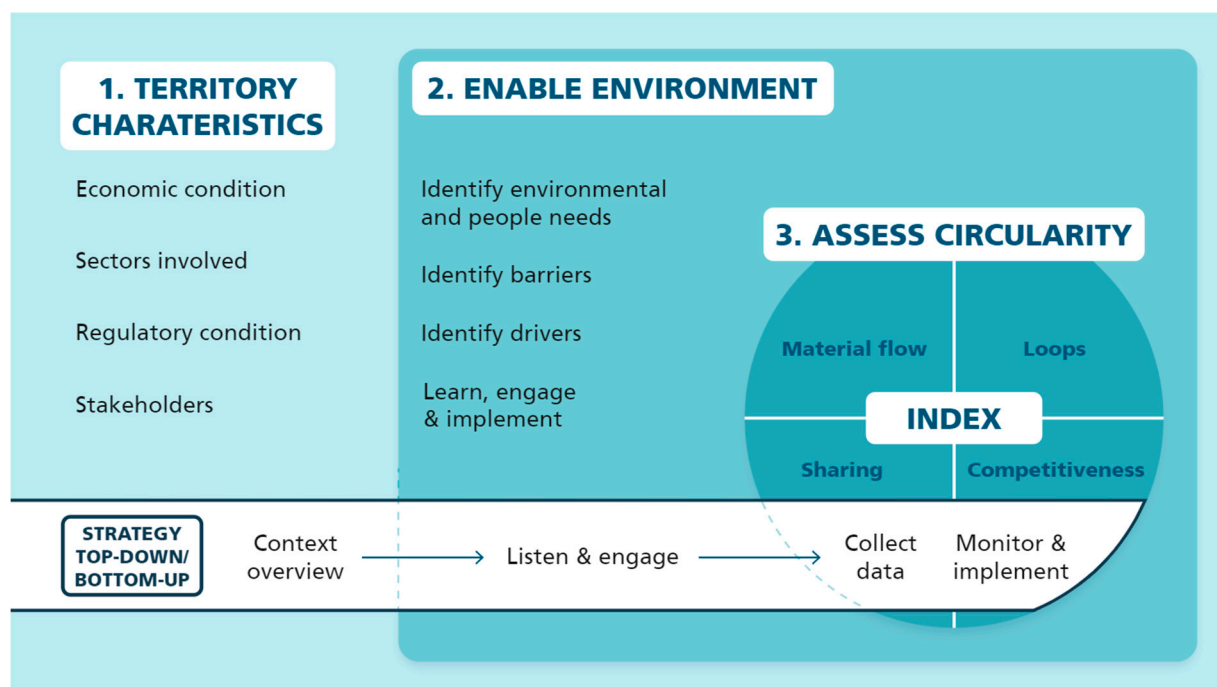 1. TERRITORY
CHARATERISTICS
Economic condition
Sectors involved
Regulatory condition
Stakeholders
2. ENABLE ENVIRONMENT
Identify environmental
and people needs
Identify barriers
Identify drivers
Learn, engage
& implement
3. ASSESS CIRCULARITY
Material flow
Loops
INDEX
Sharing
Competitiveness
STRATEGY
TOP-DOWN/
BOTTOM-UP
Context
overview
Listen & engage
Collect
data
Monitor &
implement